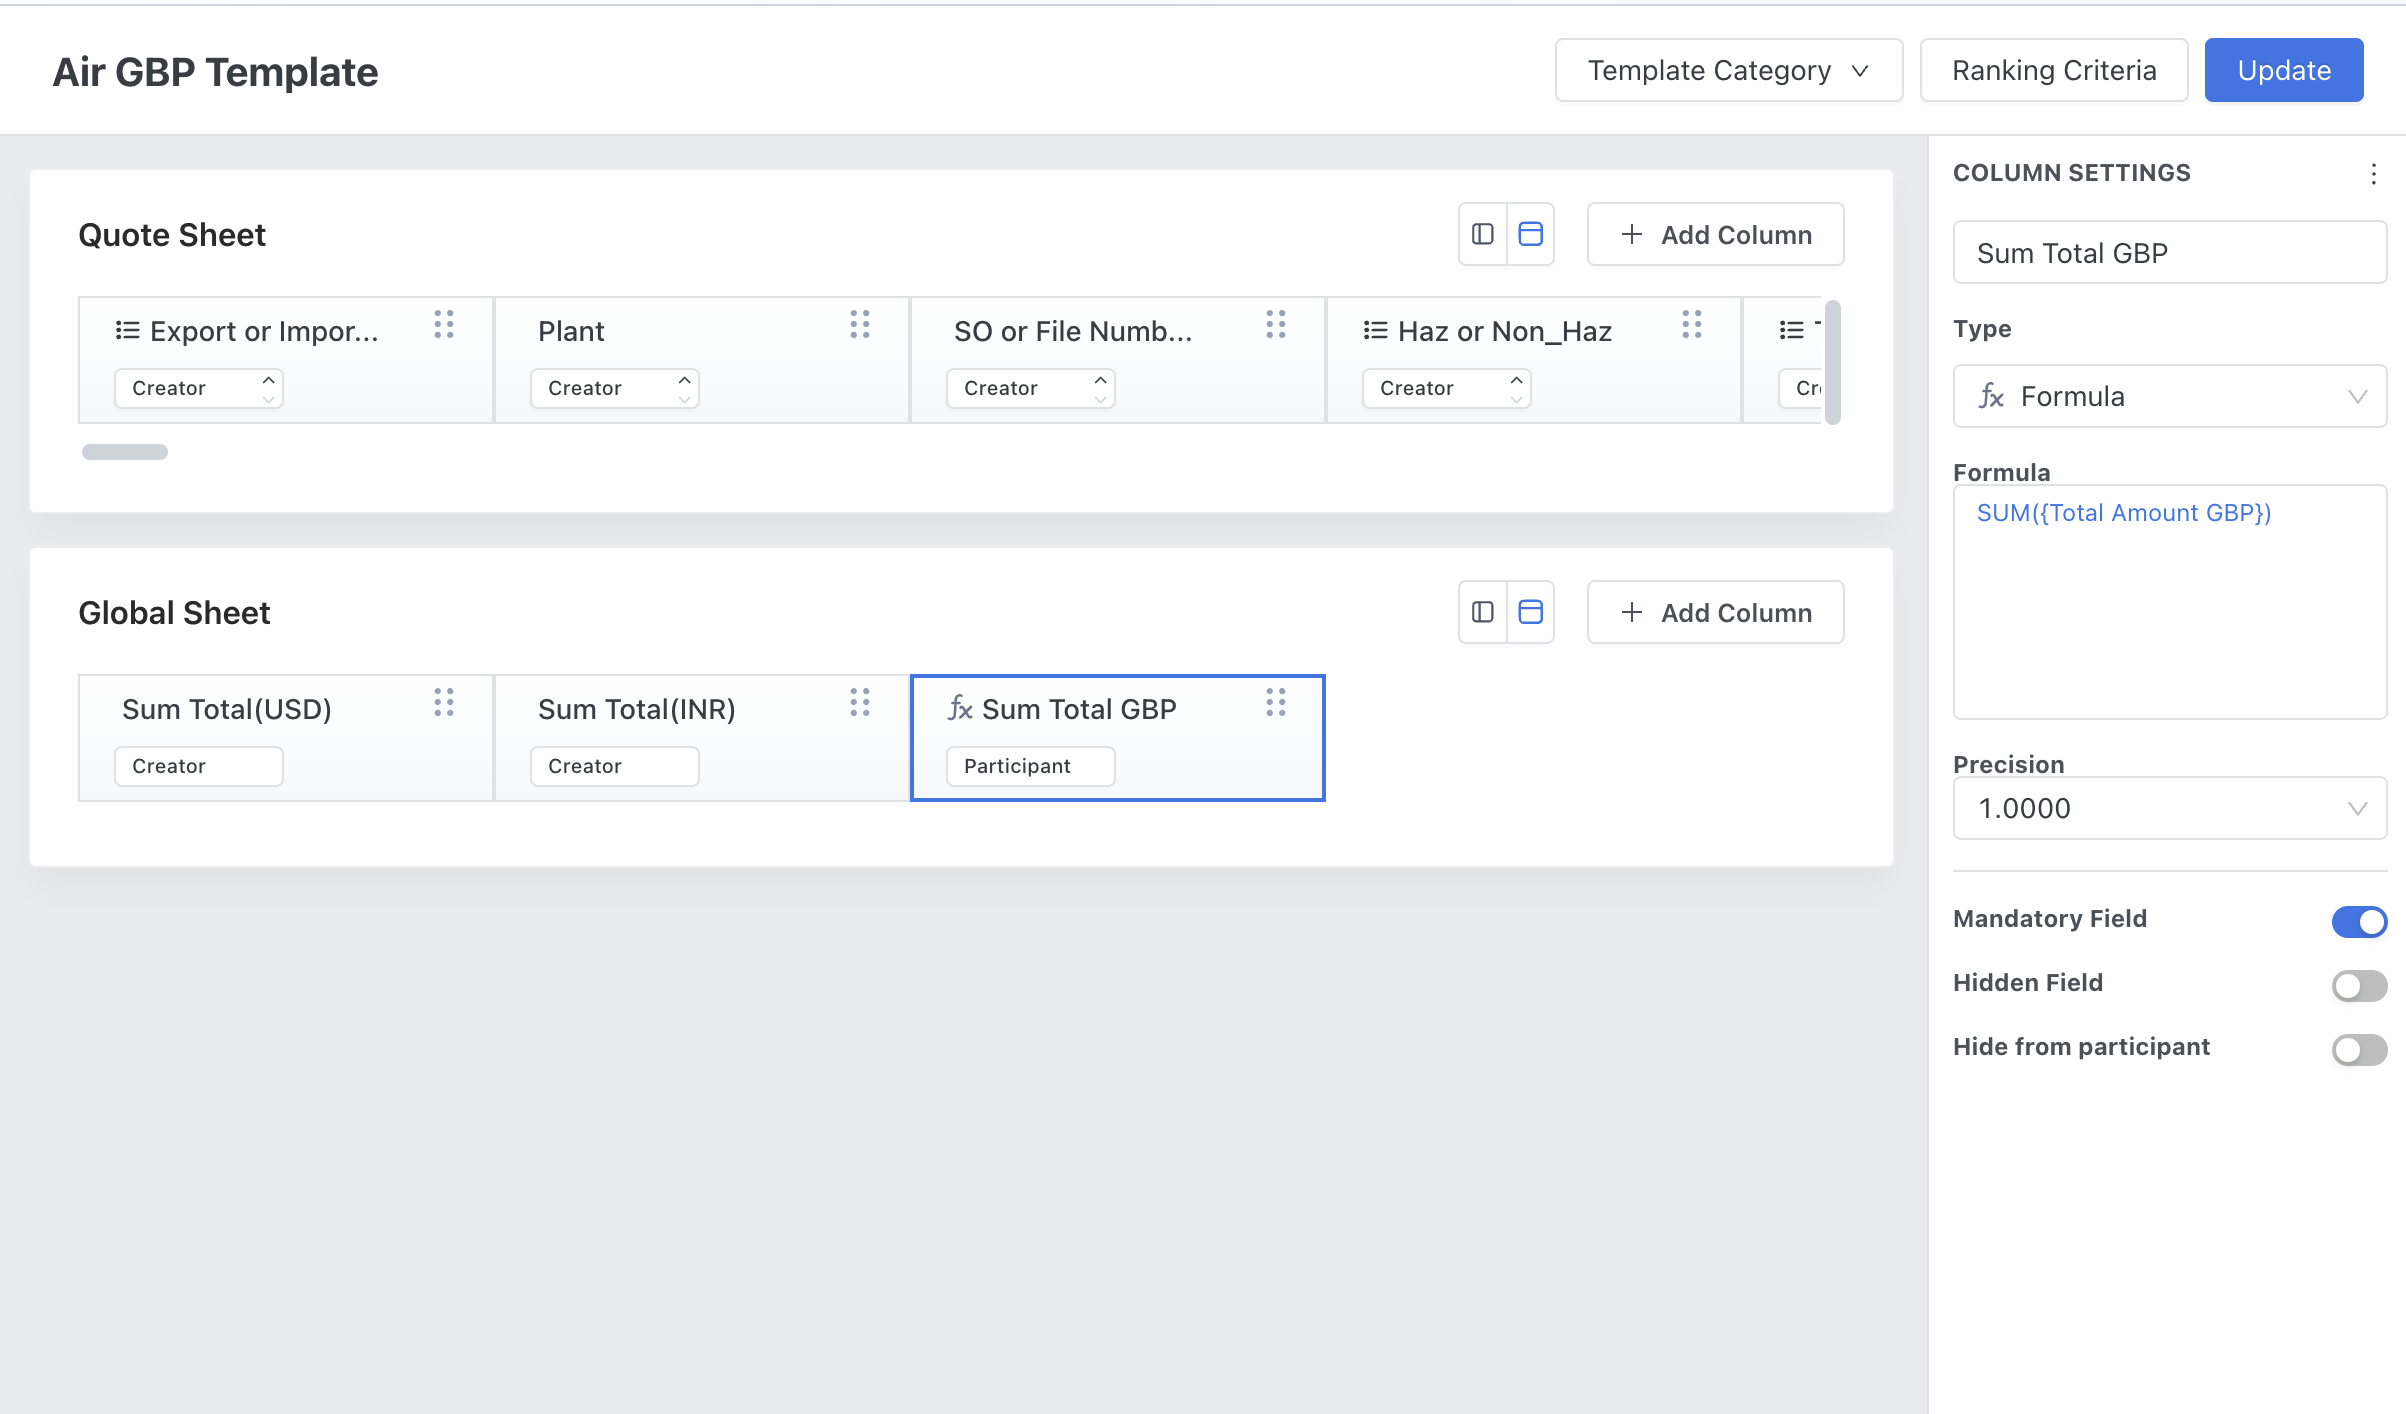 Air GBP Template
Template Category
Ranking Criteria
Update
Quote Sheet
Add Column
Export or Impor...
Plant
SO or File Numb...
Haz or Non_Haz
Creator
Creator
Creator
Creator
Global Sheet
Add Column
Sum Total(USD)
Sum Total(INR)
fx Sum Total GBP
Creator
Creator
Participant
COLUMN SETTINGS
Sum Total GBP
Type
fx Formula
Formula
SUM({Total Amount GBP})
Precision
1.0000
Mandatory Field
Hidden Field
Hide from participant